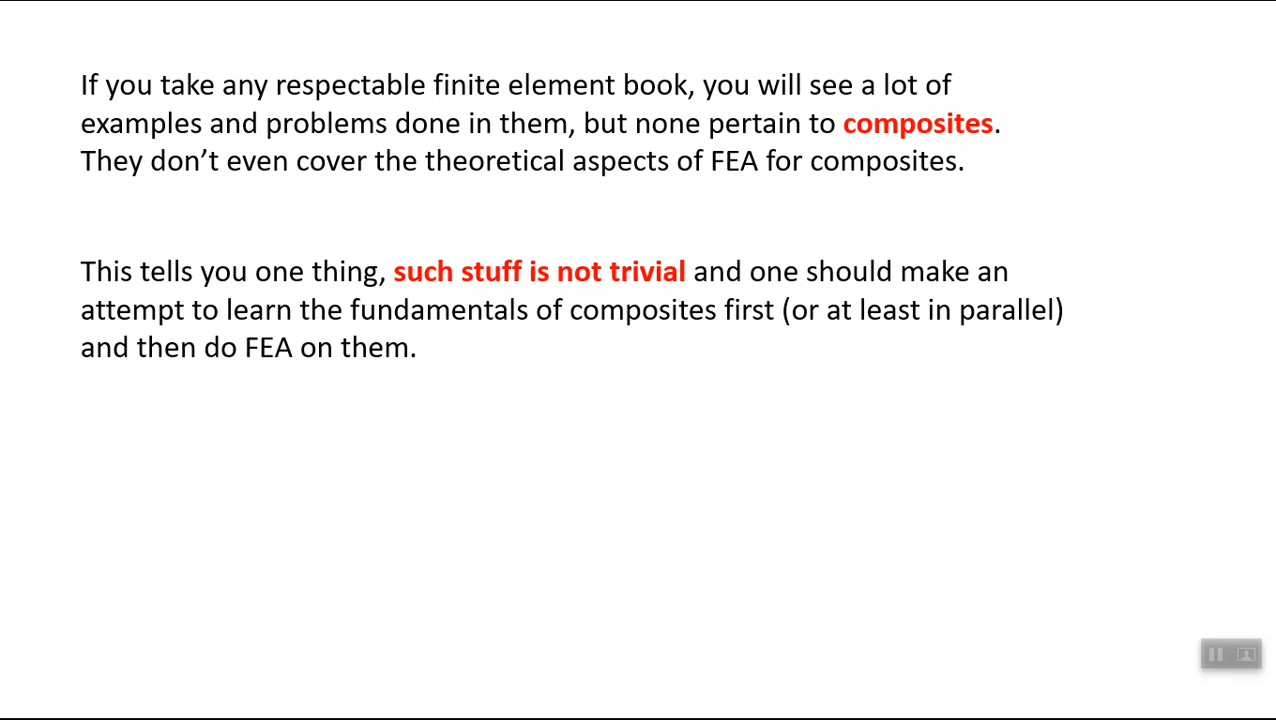 If you take any respectable finite element book, you will see a lot of
examples and problems done in them, but none pertain to composites.
They don’t even cover the theoretical aspects of FEA for composites.
This tells you one thing, such stuff is not trivial and one should make an
attempt to learn the fundamentals of composites first (or at least in parallel)
and then do FEA on them.